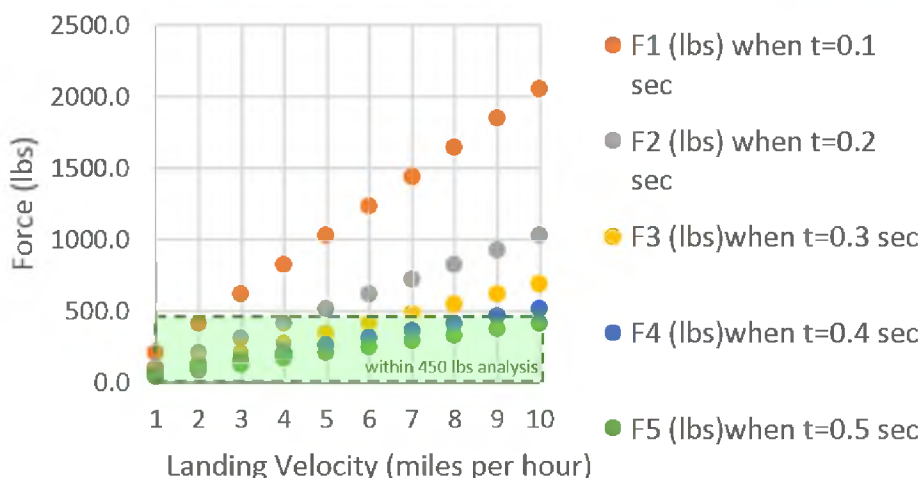 2500.0
2000.0
1500.0
1000.0
500.0
0.0
Force (lbs)
within 450 lbs analysis
1 2 3 4 5 6 7 8 9 10
Landing Velocity (miles per hour)
F1 (lbs) when t=0.1
sec
F2 (lbs) when t=0.2
sec
F3 (lbs)when t=0.3 sec
F4 (lbs)when t=0.4 sec
F5 (lbs)when t=0.5 sec